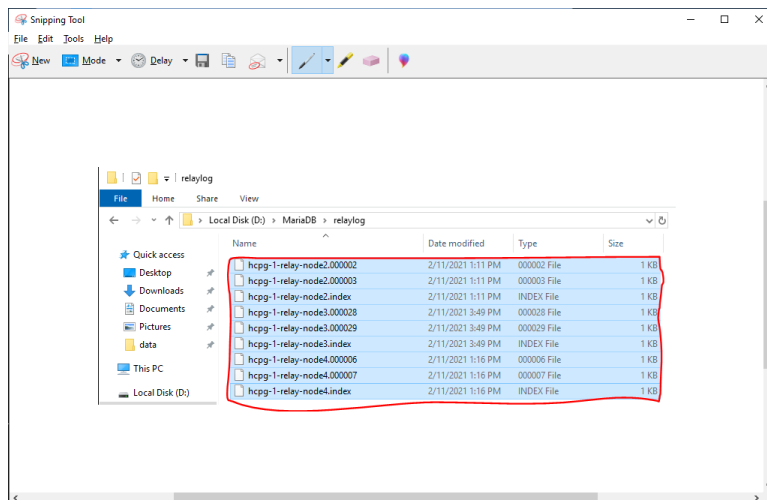 Snipping Tool
File Edit Tools Help
New Mode Delay
relaylog
File Home Share View
Local Disk (D:) > MariaDB > relaylog
Name Date modified Type Size
Quick access
Desktop
Downloads
Documents
Pictures
data
This PC
Local Disk (D:)
hcpg-1-relay-node2.000002 2/11/2021 1:11 PM 000002 File 1 KB
hcpg-1-relay-node2.000003 2/11/2021 1:11 PM 000003 File 1 KB
hcpg-1-relay-node2.index 2/11/2021 1:11 PM INDEX File 1 KB
hcpg-1-relay-node3.000028 2/11/2021 3:49 PM 000028 File 1 KB
hcpg-1-relay-node3.000029 2/11/2021 3:49 PM 000029 File 1 KB
hcpg-1-relay-node3.index 2/11/2021 3:49 PM INDEX File 1 KB
hcpg-1-relay-node4.000006 2/11/2021 1:16 PM 000006 File 1 KB
hcpg-1-relay-node4.000007 2/11/2021 1:16 PM 000007 File 1 KB
hcpg-1-relay-node4.index 2/11/2021 1:16 PM INDEX File 1 KB